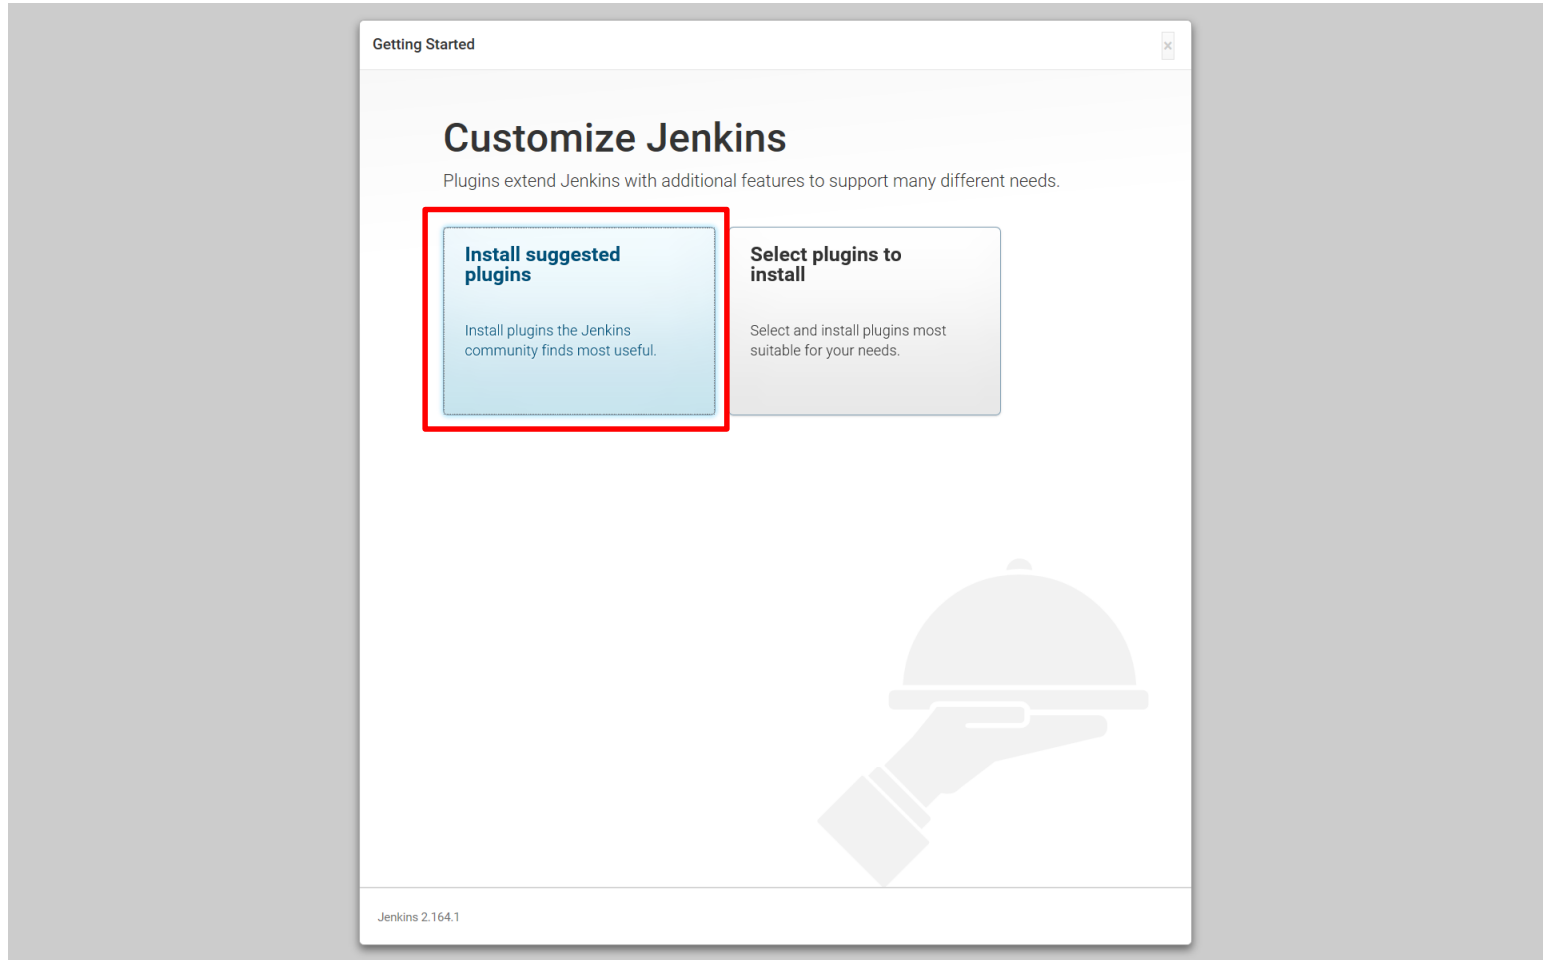 Getting Started
×
Customize Jenkins
Plugins extend Jenkins with additional features to support many different needs.
Install suggested
plugins
Install plugins the Jenkins
community finds most useful.
Select plugins to
install
Select and install plugins most
suitable for your needs.
Jenkins 2.164.1